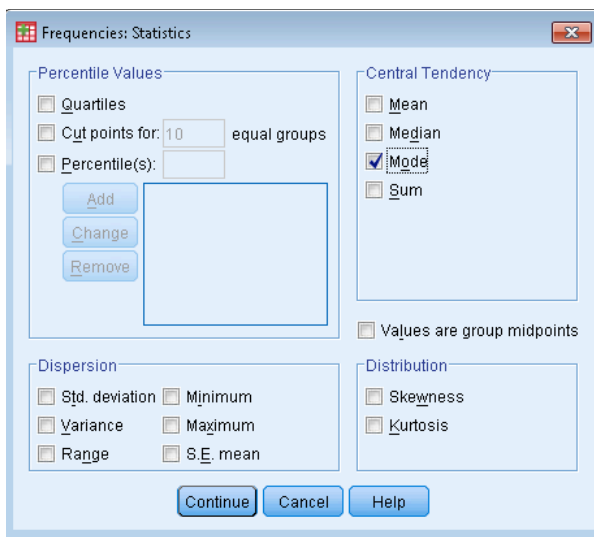 Frequencies: Statistics
Percentile Values
Quartiles
Cut points for: 10 equal groups
Percentile(s):
Add
Change
Remove
Central Tendency
Mean
Median
Mode
Sum
Values are group midpoints
Dispersion
Std. deviation Minimum
Variance Maximum
Range S.E. mean
Distribution
Skewness
Kurtosis
Continue Cancel Help